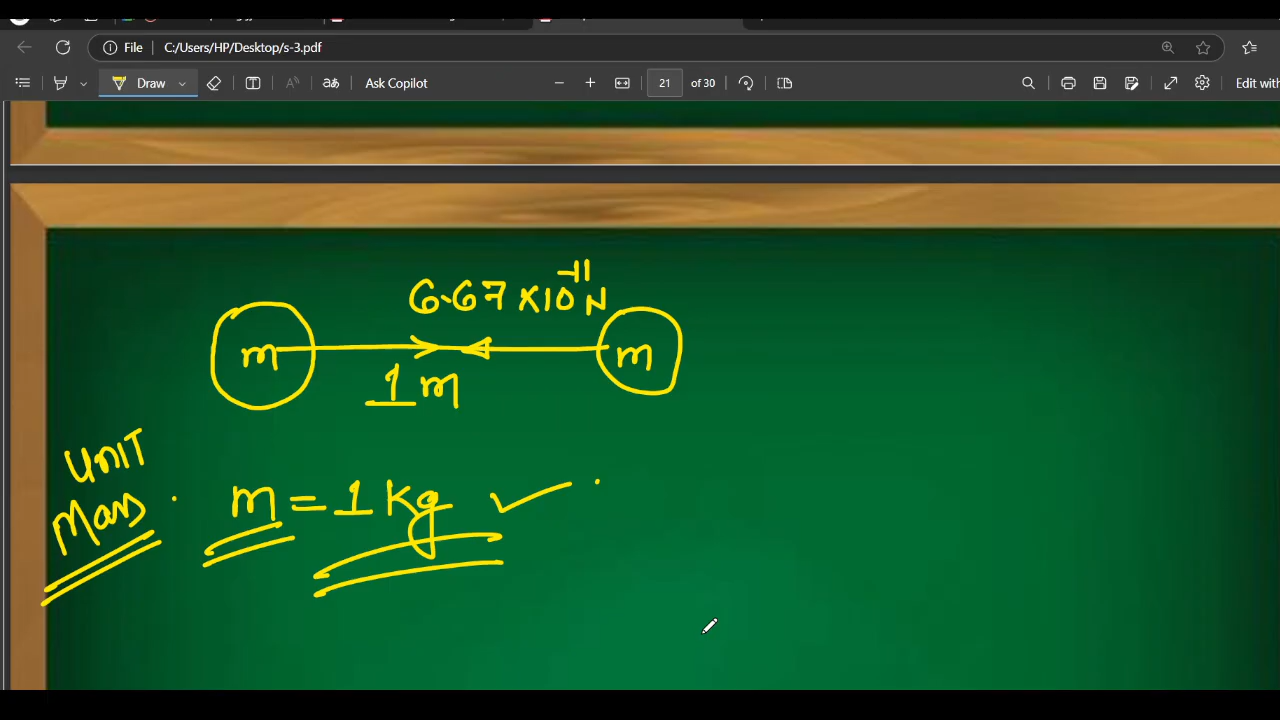 File | C:/Users/HP/Desktop/s-3.pdf
Draw Ask Copilot 21 of 30 Edit with
6.67 ×10⁻¹¹ N
m m
1 m
UNIT
Mass . m = 1 Kg ✓ .